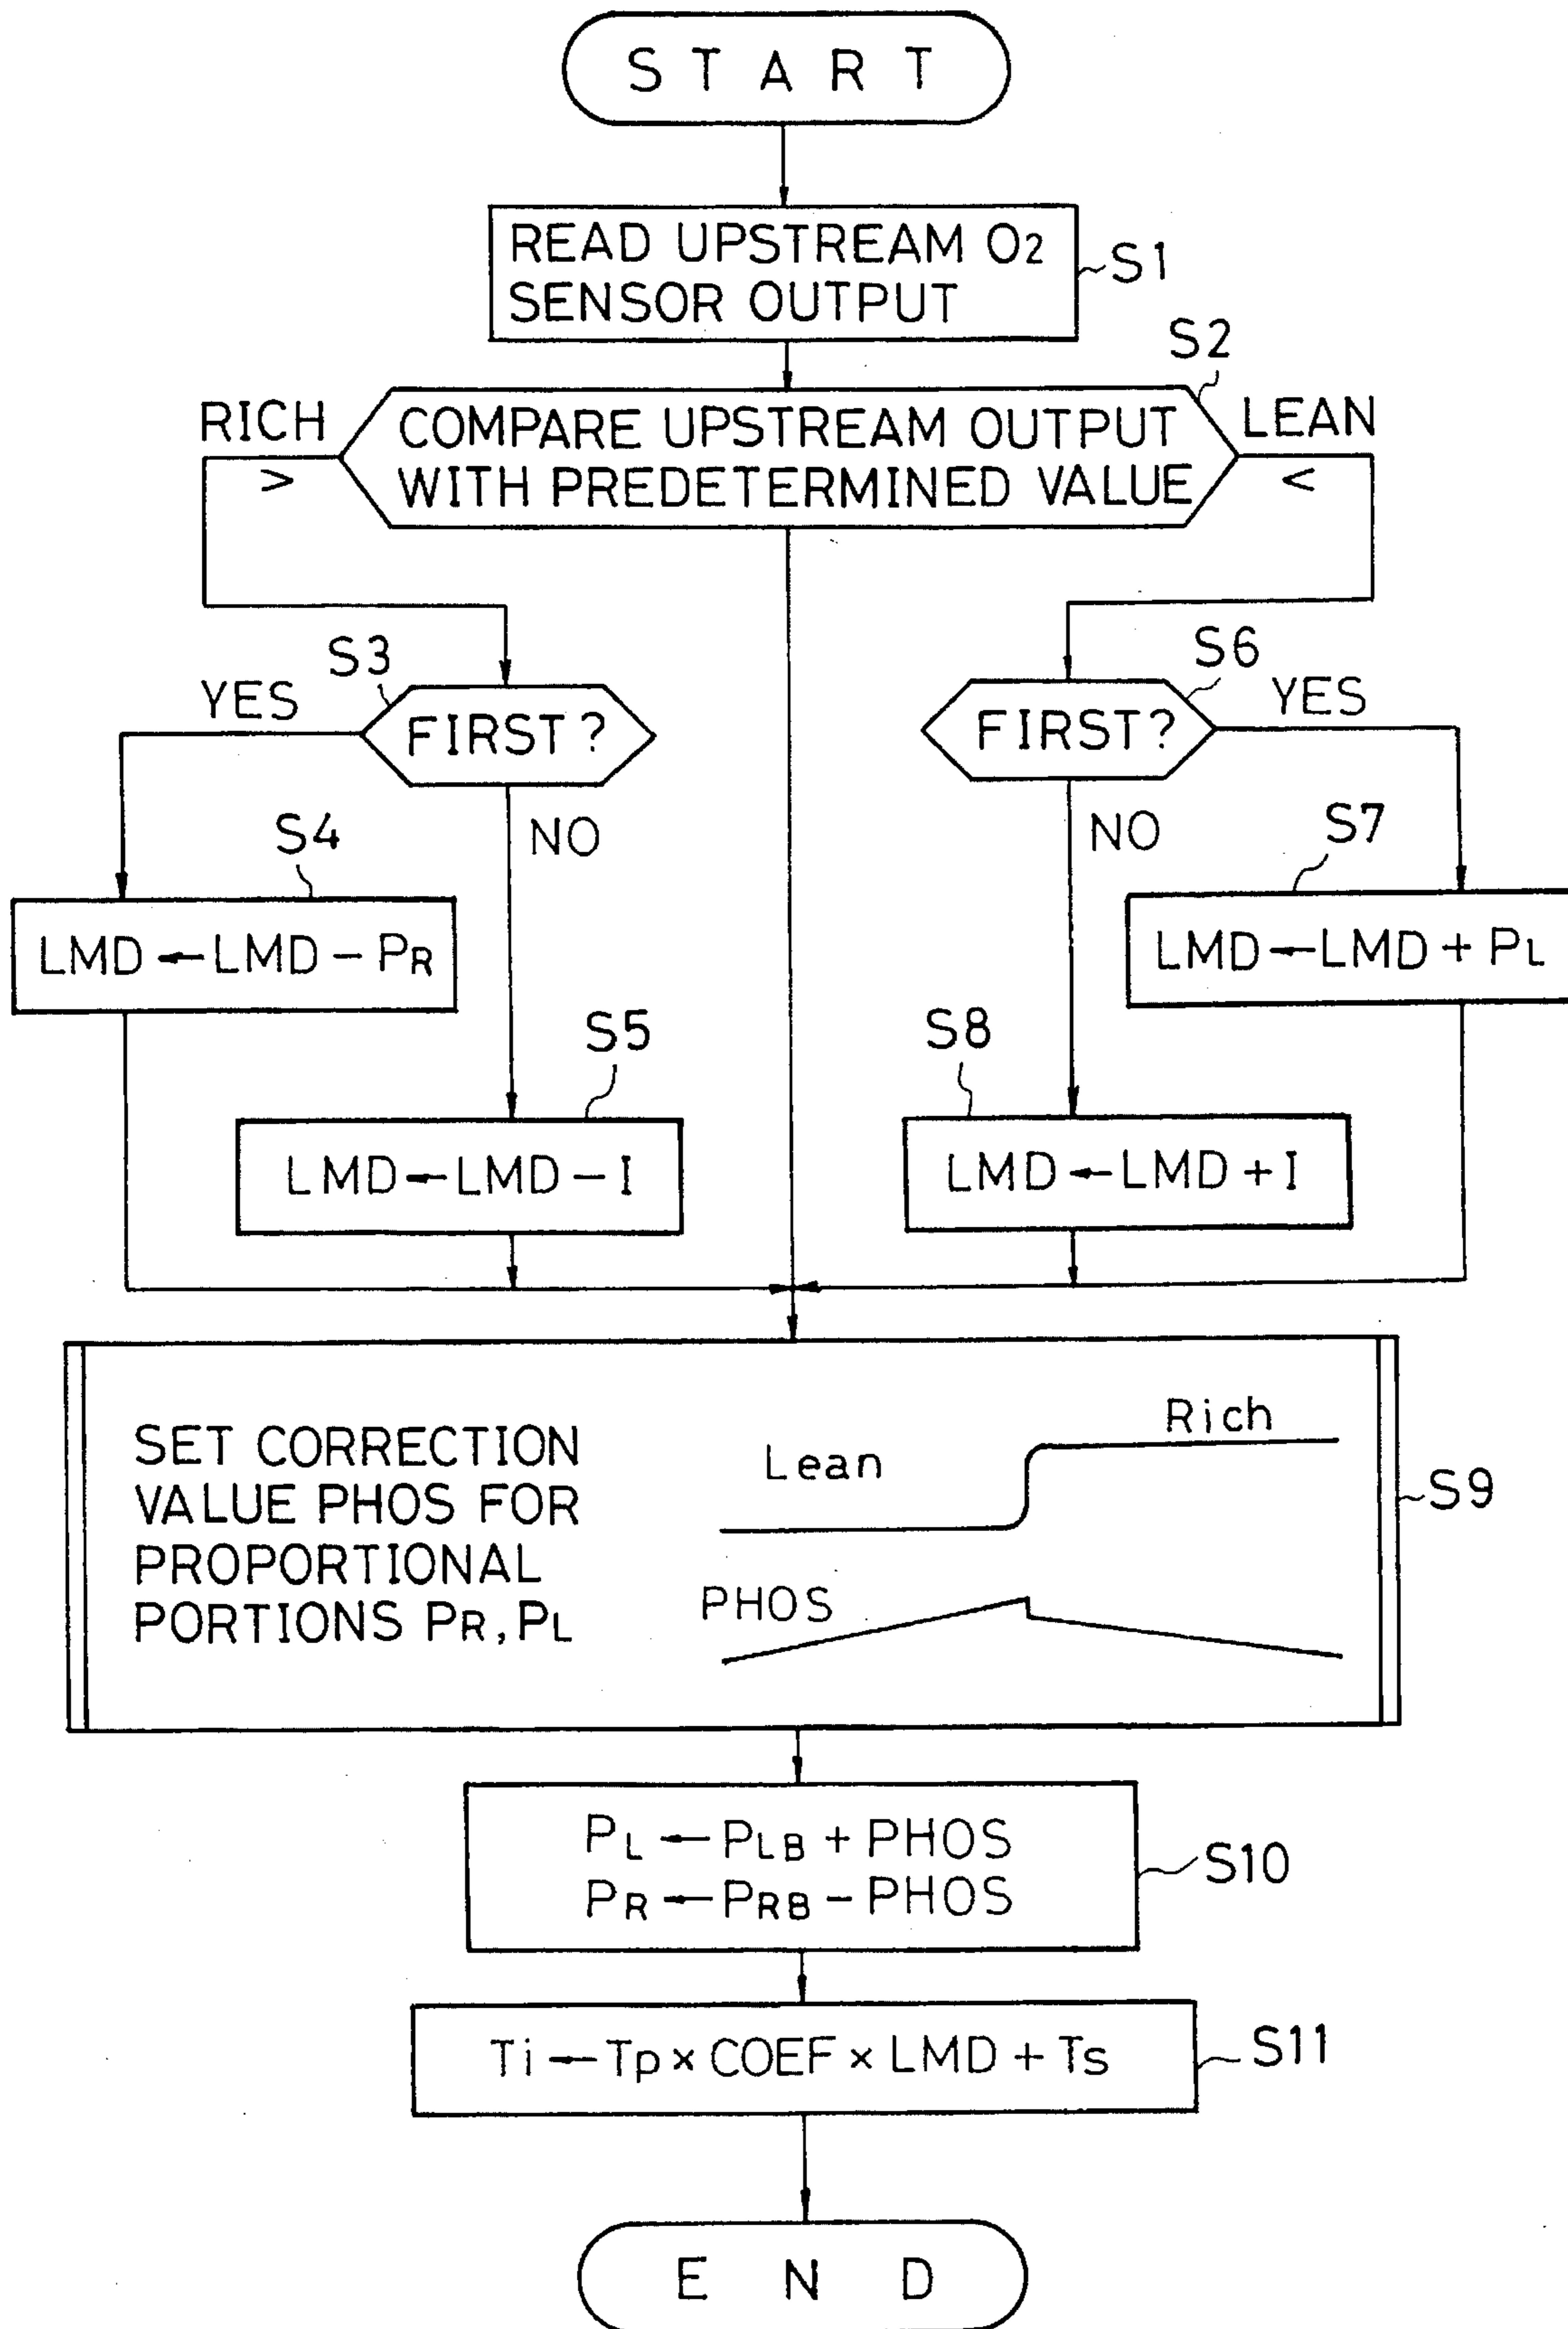 START
READ UPSTREAM O2
SENSOR OUTPUT
S1
S2
RICH
>
COMPARE UPSTREAM OUTPUT
WITH PREDETERMINED VALUE
LEAN
<
S3
YES
FIRST?
NO
S6
YES
FIRST?
NO
S4
LMD←LMD-PR
S7
LMD←LMD+PL
S5
LMD←LMD-I
S8
LMD←LMD+I
SET CORRECTION
VALUE PHOS FOR
PROPORTIONAL
PORTIONS PR, PL
Lean
Rich
PHOS
S9
PL←PLB+PHOS
PR←PRB-PHOS
S10
Ti←Tp×COEF×LMD+Ts
S11
END